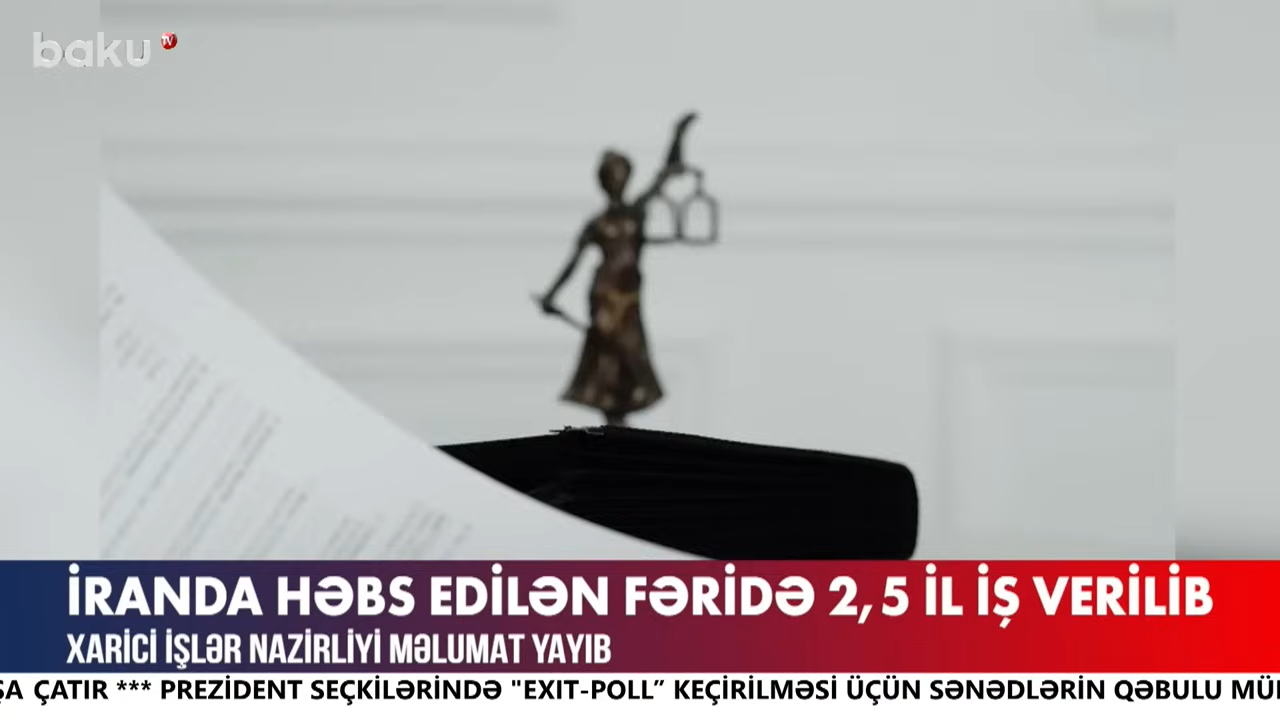 baku TV
İRANDA HƏBS EDİLƏN FƏRİDƏ 2,5 İL İŞ VERİLİB
XARİCİ İŞLƏR NAZİRLİYİ MƏLUMAT YAYIB
ÇATIR *** PREZİDENT SEÇKİLƏRİNDƏ "EXIT-POLL” KEÇİRİLMƏSİ ÜÇÜN SƏNƏDLƏRİN QƏBULU